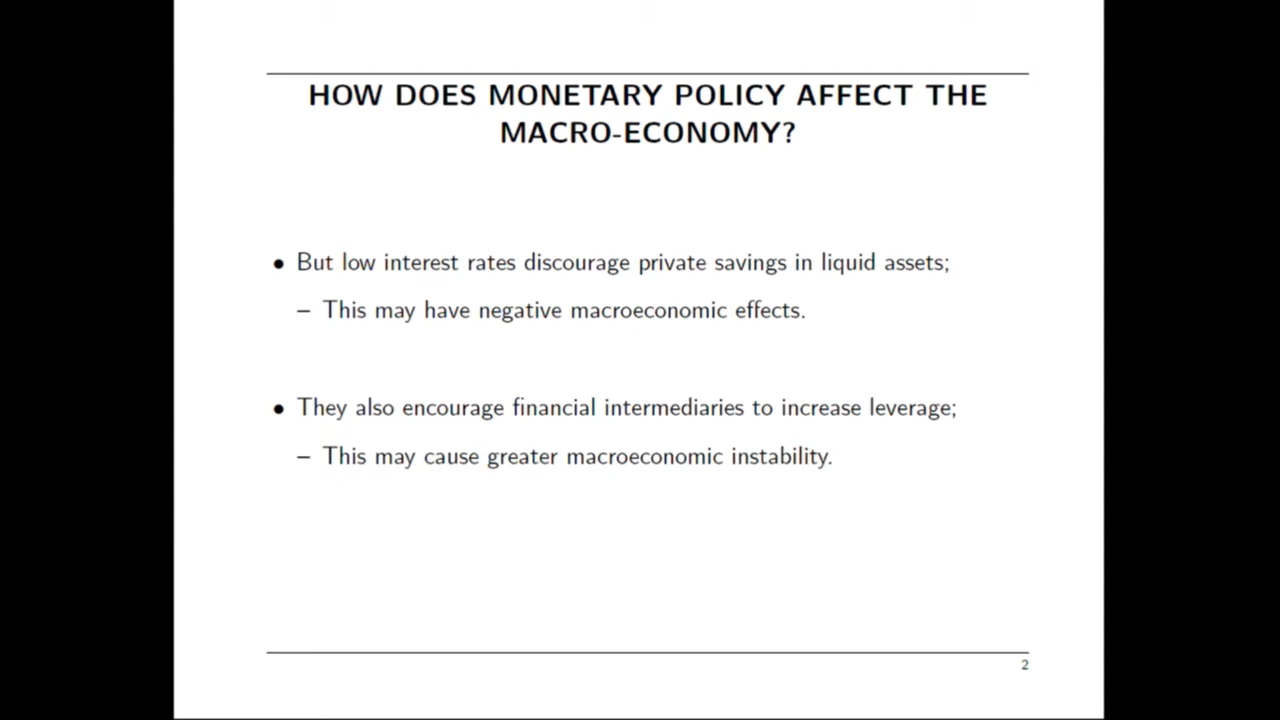 HOW DOES MONETARY POLICY AFFECT THE
MACRO-ECONOMY?
• But low interest rates discourage private savings in liquid assets;
– This may have negative macroeconomic effects.
• They also encourage financial intermediaries to increase leverage;
– This may cause greater macroeconomic instability.
2